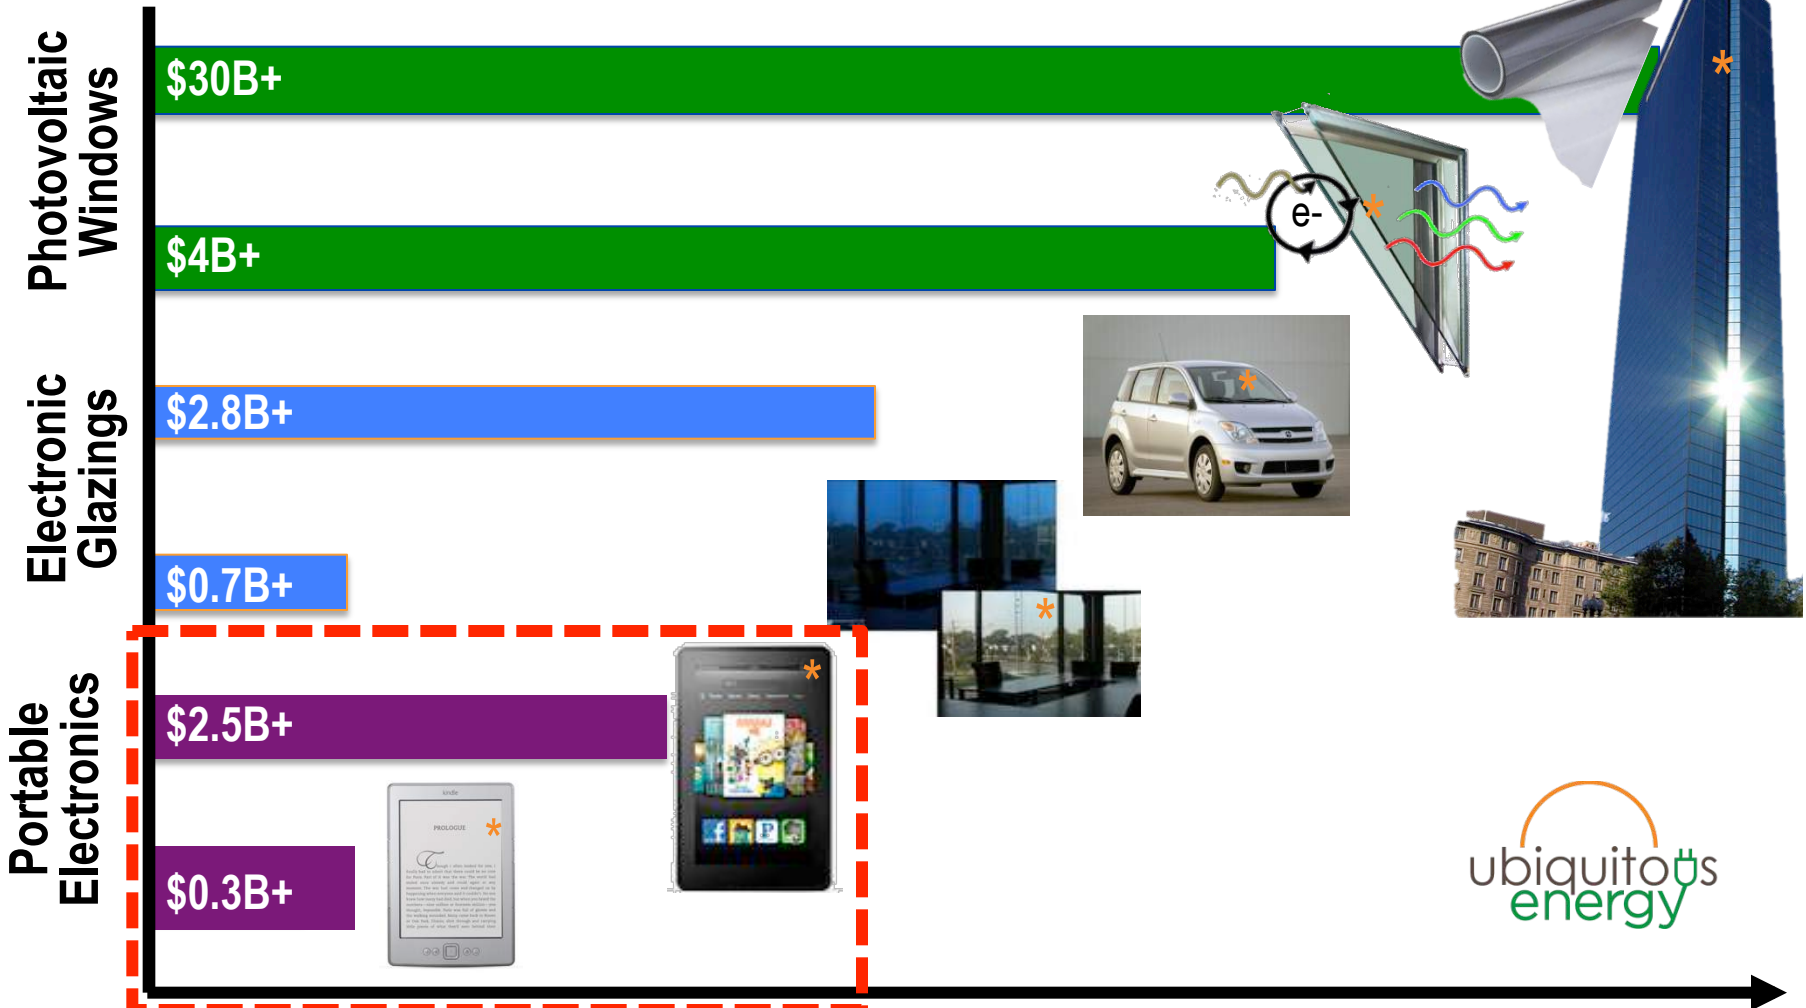 Photovoltaic
Windows
$30B+
$4B+
e-
Electronic
Glazings
$2.8B+
$0.7B+
Portable
Electronics
$2.5B+
$0.3B+
kindle
PROLOGUE
ubiquitous
energy